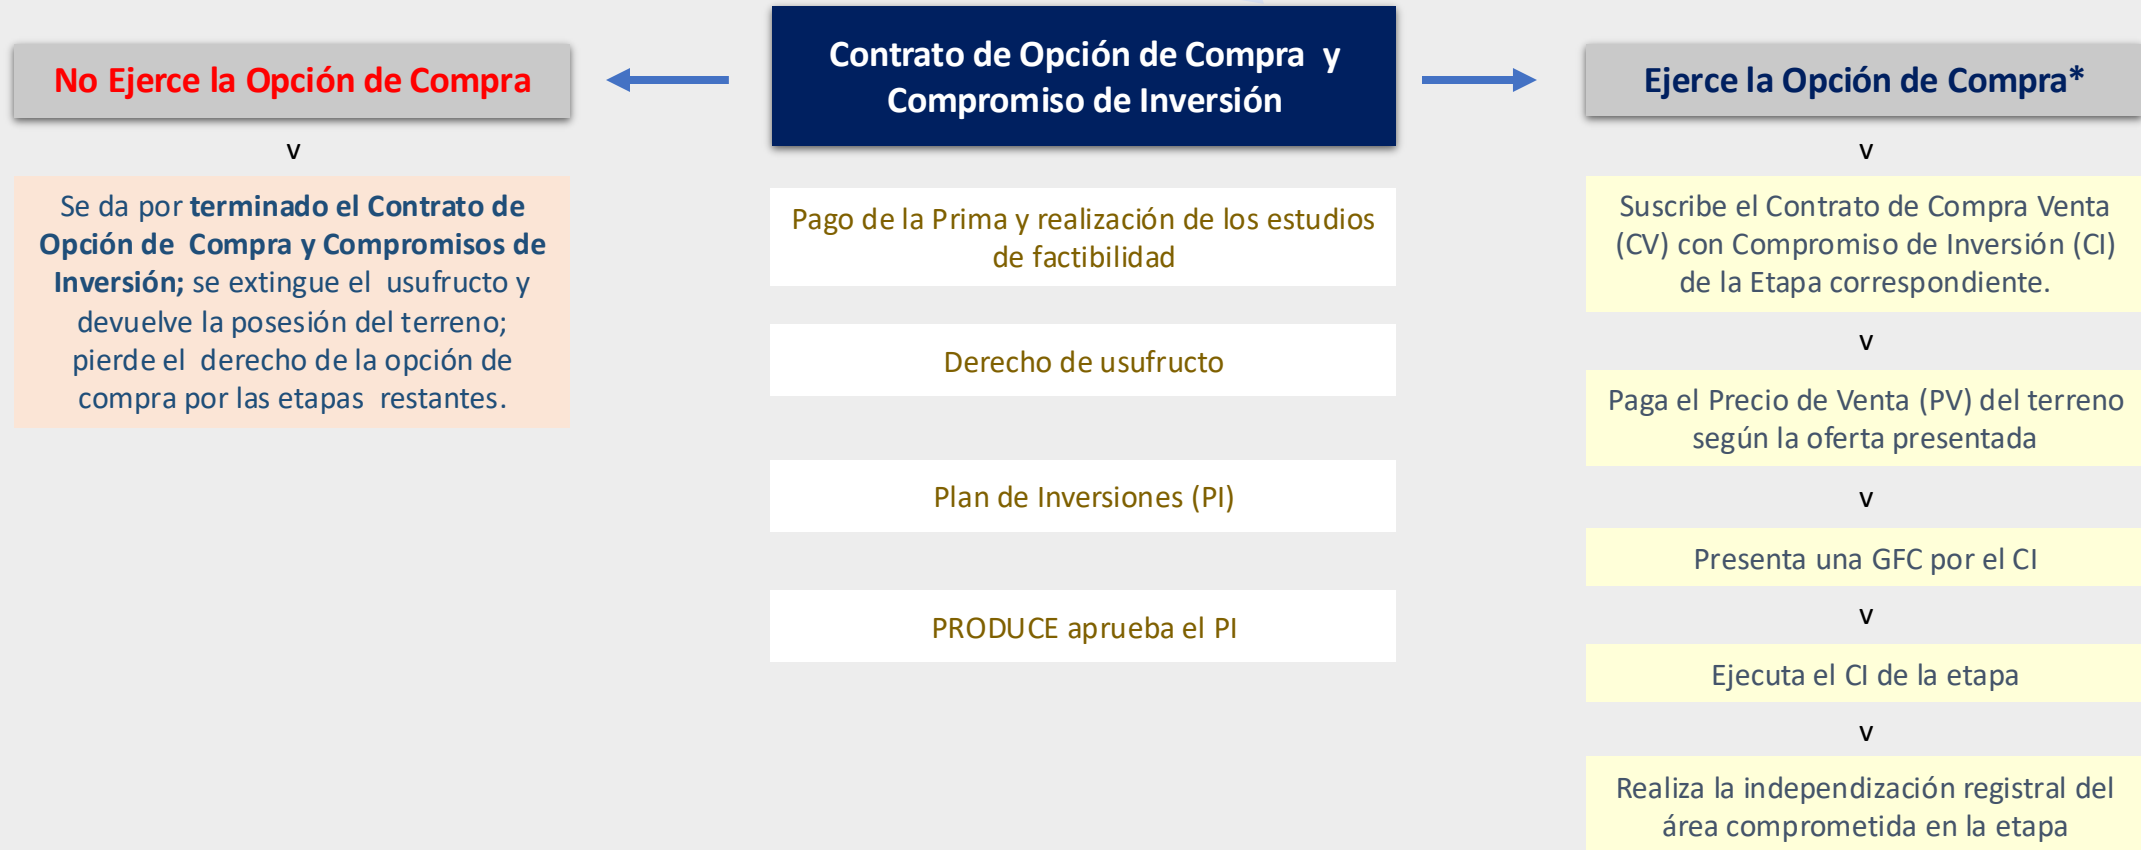 No Ejerce la Opción de Compra
v
Se da por terminado el Contrato de
Opción de Compra y Compromisos de
Inversión; se extingue el usufructo y
devuelve la posesión del terreno;
pierde el derecho de la opción de
compra por las etapas restantes.
Contrato de Opción de Compra y
Compromiso de Inversión
Pago de la Prima y realización de los estudios
de factibilidad
Derecho de usufructo
Plan de Inversiones (PI)
PRODUCE aprueba el PI
Ejerce la Opción de Compra*
v
Suscribe el Contrato de Compra Venta
(CV) con Compromiso de Inversión (CI)
de la Etapa correspondiente.
v
Paga el Precio de Venta (PV) del terreno
según la oferta presentada
v
Presenta una GFC por el CI
v
Ejecuta el CI de la etapa
v
Realiza la independización registral del
área comprometida en la etapa